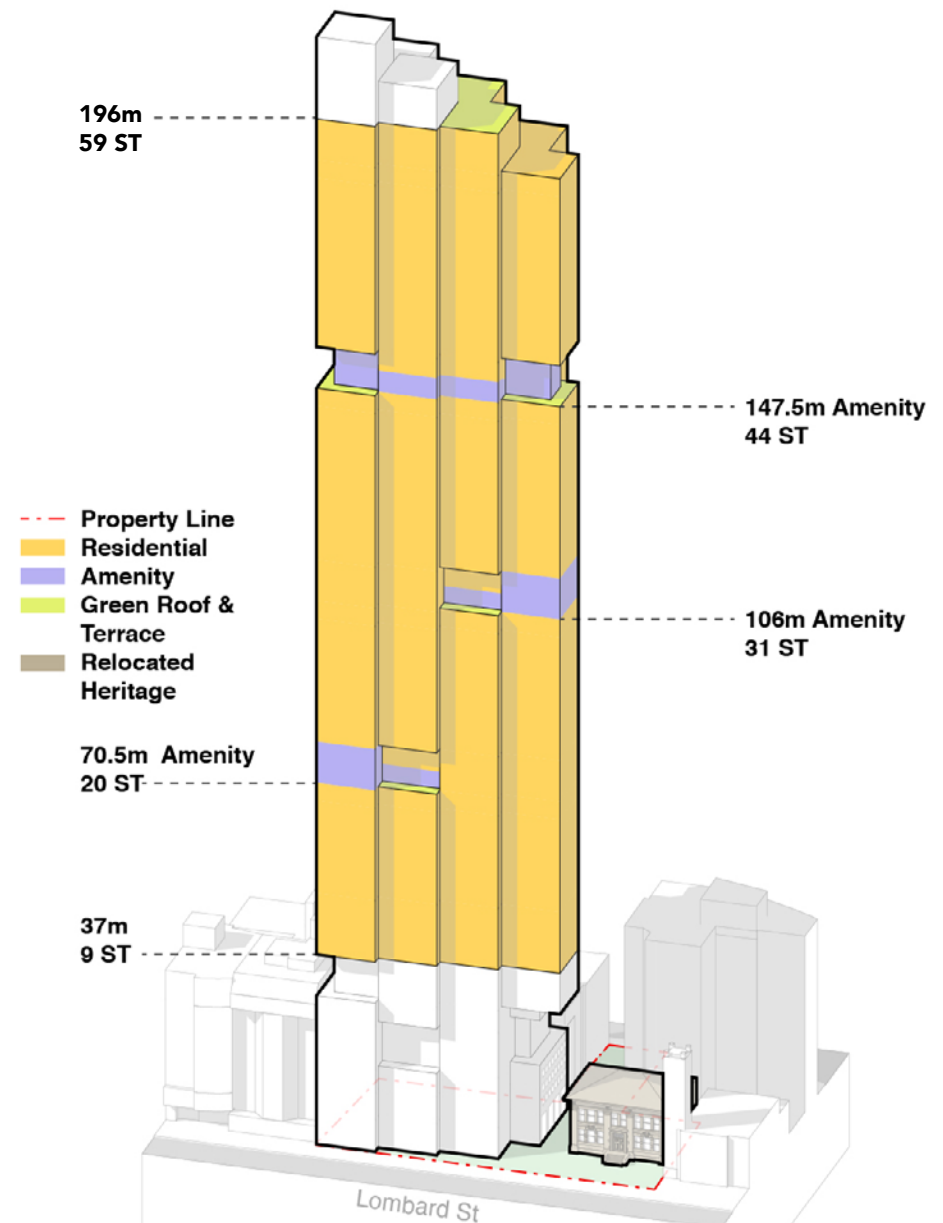 196m
59 ST
147.5m Amenity
44 ST
Property Line
Residential
Amenity
Green Roof &
Terrace
Relocated
Heritage
106m Amenity
31 ST
70.5m Amenity
20 ST
37m
9 ST
Lombard St